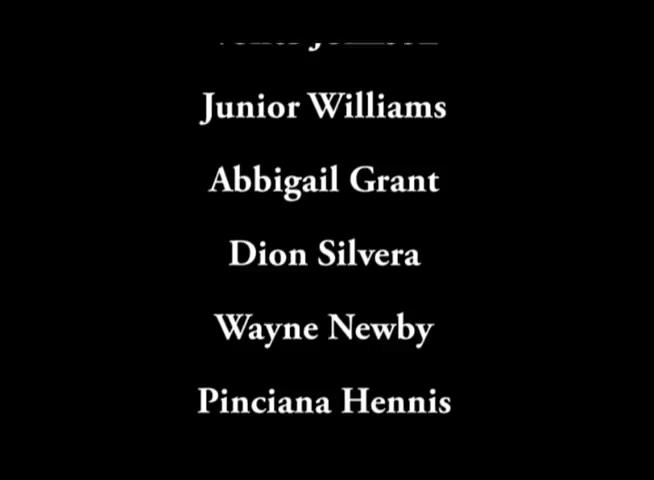 Junior Williams
Abbigail Grant
Dion Silvera
Wayne Newby
Pinciana Hennis